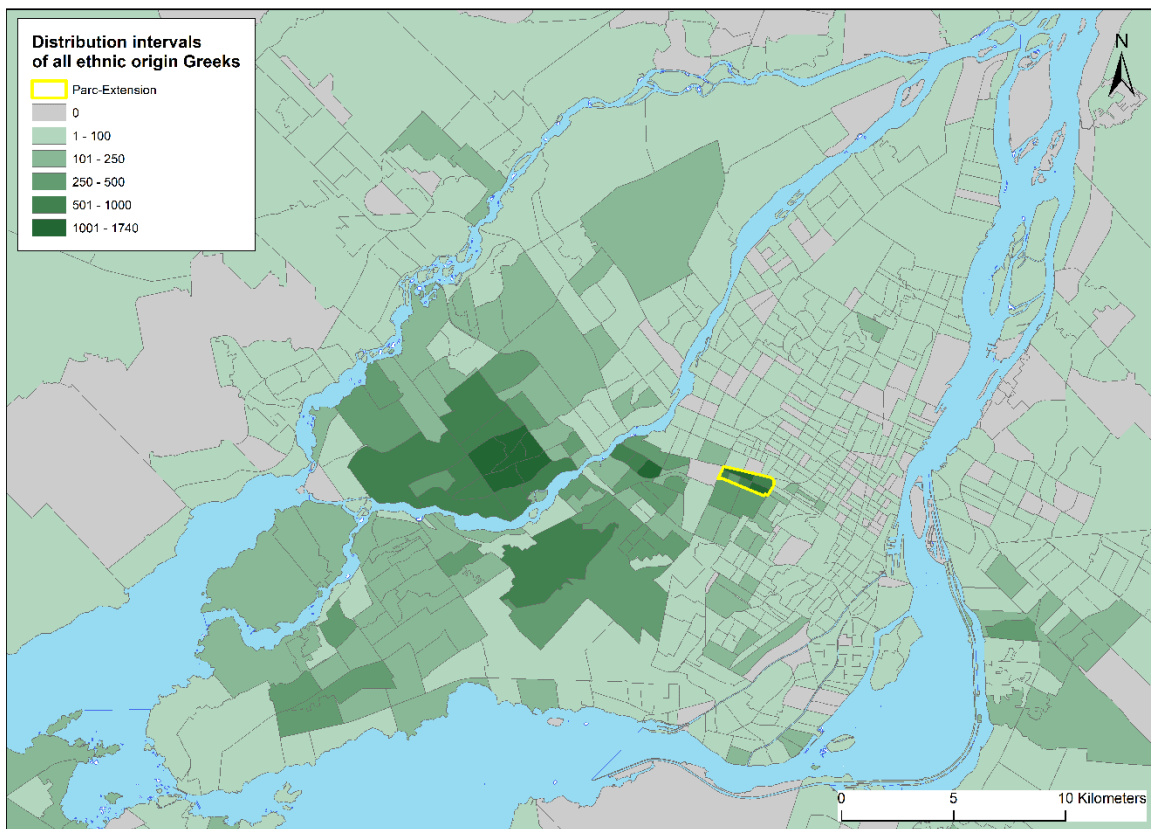 Distribution intervals
of all ethnic origin Greeks
Parc-Extension
0
1 - 100
101 - 250
250 - 500
501 - 1000
1001 - 1740
N
0 5 10 Kilometers